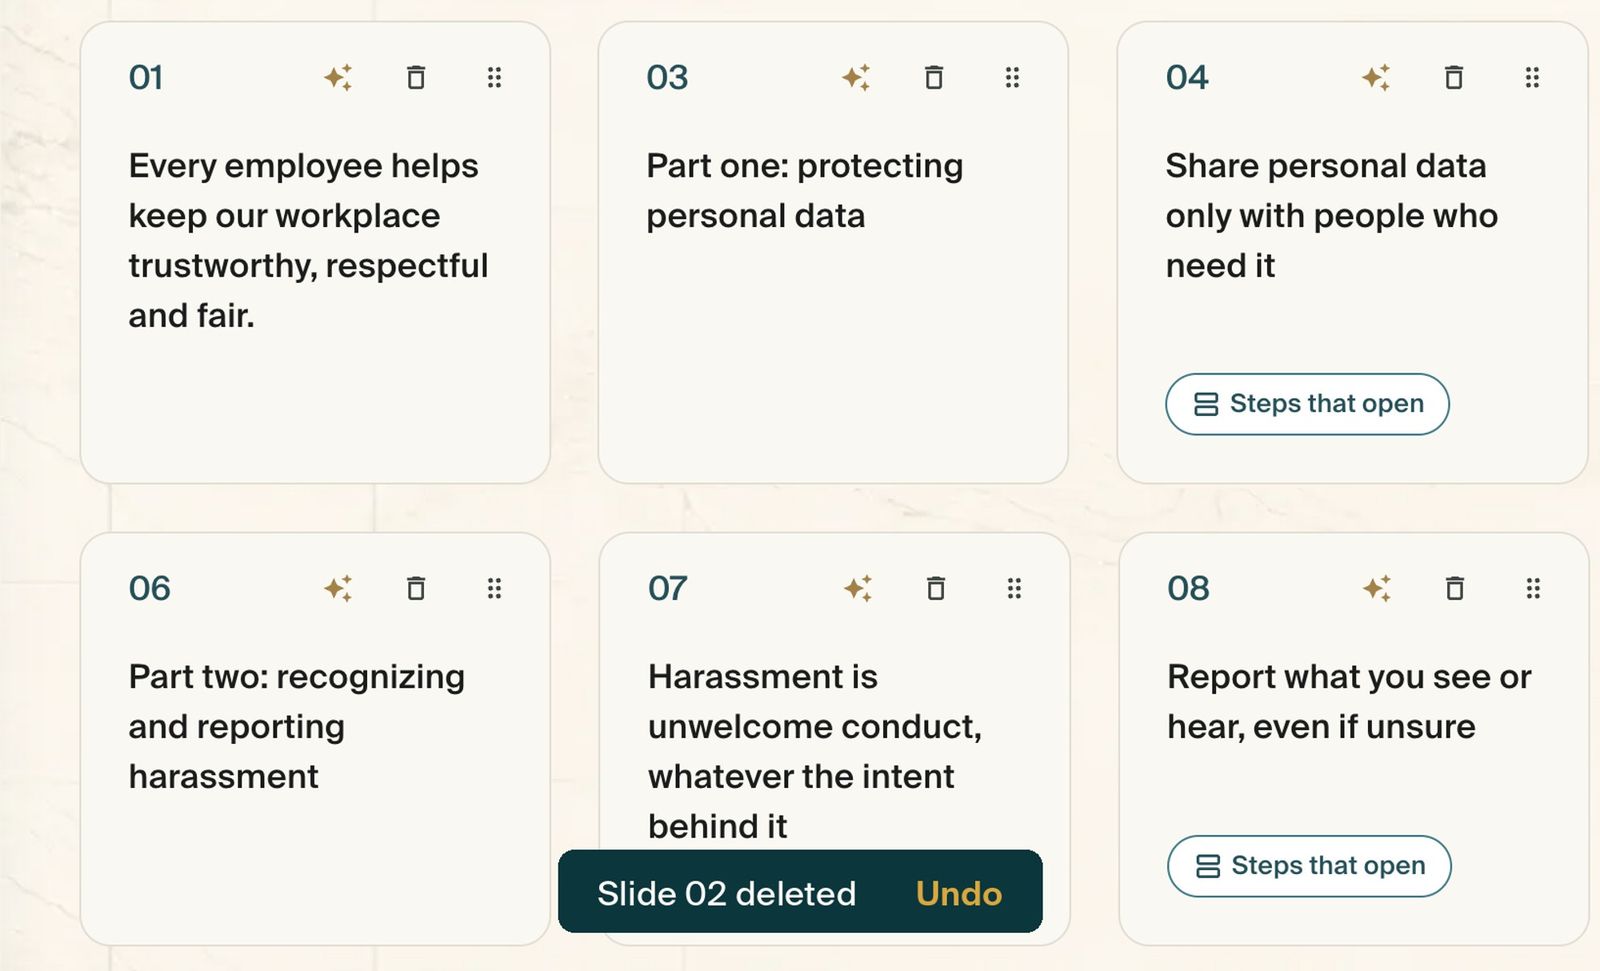 01
Every employee helps
keep our workplace
trustworthy, respectful
and fair.
03
Part one: protecting
personal data
04
Share personal data
only with people who
need it
Steps that open
06
Part two: recognizing
and reporting
harassment
07
Harassment is
unwelcome conduct,
whatever the intent
behind it
08
Report what you see or
hear, even if unsure
Steps that open
Slide 02 deleted
Undo